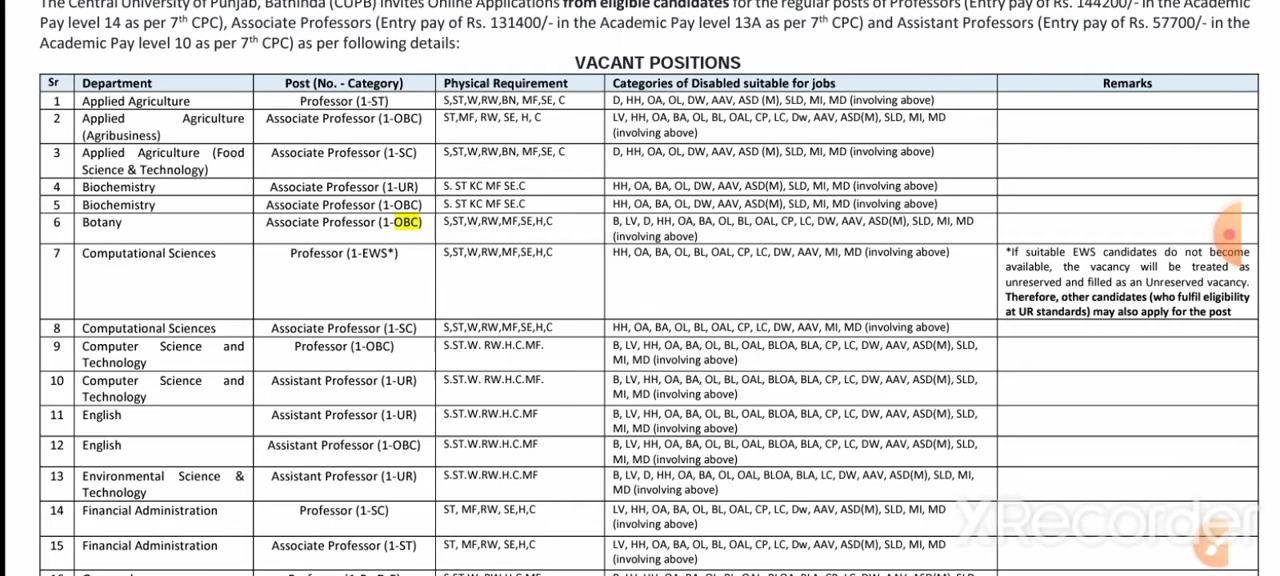 The Central University of Punjab, Bathinda (CUPB) invites Online Applications from eligible candidates for the regular posts of Professors (Entry pay of Rs. 144200/- in the Academic
Pay level 14 as per 7th CPC), Associate Professors (Entry pay of Rs. 131400/- in the Academic Pay level 13A as per 7th CPC) and Assistant Professors (Entry pay of Rs. 57700/- in the
Academic Pay level 10 as per 7th CPC) as per following details:
VACANT POSITIONS
Sr Department Post (No. - Category) Physical Requirement Categories of Disabled suitable for jobs Remarks
1 Applied Agriculture Professor (1-ST) S,ST,W,RW,BN, MF,SE, C D, HH, OA, OL, DW, AAV, ASD (M), SLD, MI, MD (involving above)
2 Applied Agriculture Associate Professor (1-OBC) ST,MF, RW, SE, H, C LV, HH, OA, BA, OL, BL, OAL, CP, LC, Dw, AAV, ASD(M), SLD, MI, MD
(Agribusiness) (involving above)
3 Applied Agriculture (Food Associate Professor (1-SC) S,ST,W,RW,BN, MF,SE, C D, HH, OA, OL, DW, AAV, ASD (M), SLD, MI, MD (involving above)
Science & Technology)
4 Biochemistry Associate Professor (1-UR) S. ST KC MF SE.C HH, OA, BA, OL, DW, AAV, ASD(M), SLD, MI, MD (involving above)
5 Biochemistry Associate Professor (1-OBC) S. ST KC MF SE.C HH, OA, BA, OL, DW, AAV, ASD(M), SLD, MI, MD (involving above)
6 Botany Associate Professor (1-OBC) S,ST,W,RW,MF,SE,H,C B, LV, D, HH, OA, BA, OL, BL, OAL, CP, LC, DW, AAV, ASD(M), SLD, MI, MD
(involving above)
7 Computational Sciences Professor (1-EWS*) S,ST,W,RW,MF,SE,H,C HH, OA, BA, OL, BL, OAL, CP, LC, DW, AAV, MI, MD (involving above) *If suitable EWS candidates do not become
available, the vacancy will be treated as
unreserved and filled as an Unreserved vacancy.
Therefore, other candidates (who fulfil eligibility
at UR standards) may also apply for the post
8 Computational Sciences Associate Professor (1-SC) S,ST,W,RW,MF,SE,H,C HH, OA, BA, OL, BL, OAL, CP, LC, DW, AAV, MI, MD (involving above)
9 Computer Science and Professor (1-OBC) S.ST.W. RW.H.C.MF. B, LV, HH, OA, BA, OL, BL, OAL, BLOA, BLA, CP, LC, DW, AAV, ASD(M), SLD,
Technology MI, MD (involving above)
10 Computer Science and Assistant Professor (1-UR) S.ST.W. RW.H.C.MF. B, LV, HH, OA, BA, OL, BL, OAL, BLOA, BLA, CP, LC, DW, AAV, ASD(M), SLD,
Technology MI, MD (involving above)
11 English Assistant Professor (1-UR) S.ST.W.RW.H.C.MF B, LV, HH, OA, BA, OL, BL, OAL, BLOA, BLA, CP, LC, DW, AAV, ASD(M), SLD,
MI, MD (involving above)
12 English Assistant Professor (1-OBC) S.ST.W.RW.H.C.MF B, LV, HH, OA, BA, OL, BL, OAL, BLOA, BLA, CP, LC, DW, AAV, ASD(M), SLD,
MI, MD (involving above)
13 Environmental Science & Assistant Professor (1-UR) S.ST.W.RW.H.C.MF B, LV, D, HH, OA, BA, OL, BL, OAL, BLOA, BLA, LC, DW, AAV, ASD(M), SLD, MI,
Technology MD (involving above)
14 Financial Administration Professor (1-SC) ST, MF,RW, SE,H,C LV, HH, OA, BA, OL, BL, OAL, CP, LC, Dw, AAV, ASD(M), SLD, MI, MD
(involving above)
XRecorder
15 Financial Administration Associate Professor (1-ST) ST, MF,RW, SE,H,C LV, HH, OA, BA, OL, BL, OAL, CP, LC, Dw, AAV, ASD(M), SLD, MI, MD
(involving above)